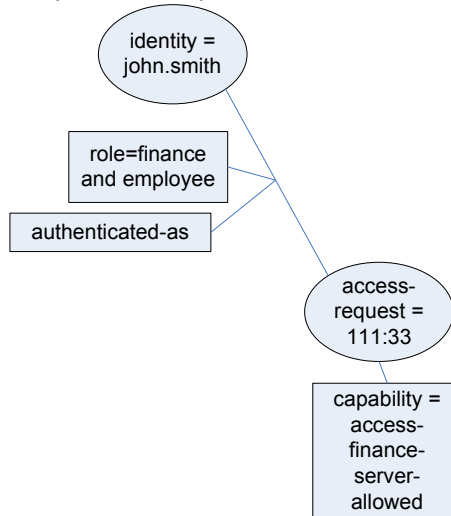 identity =
john.smith
role=finance
and employee
authenticated-as
access-
request =
111:33
capability =
access-
finance-
server-
allowed